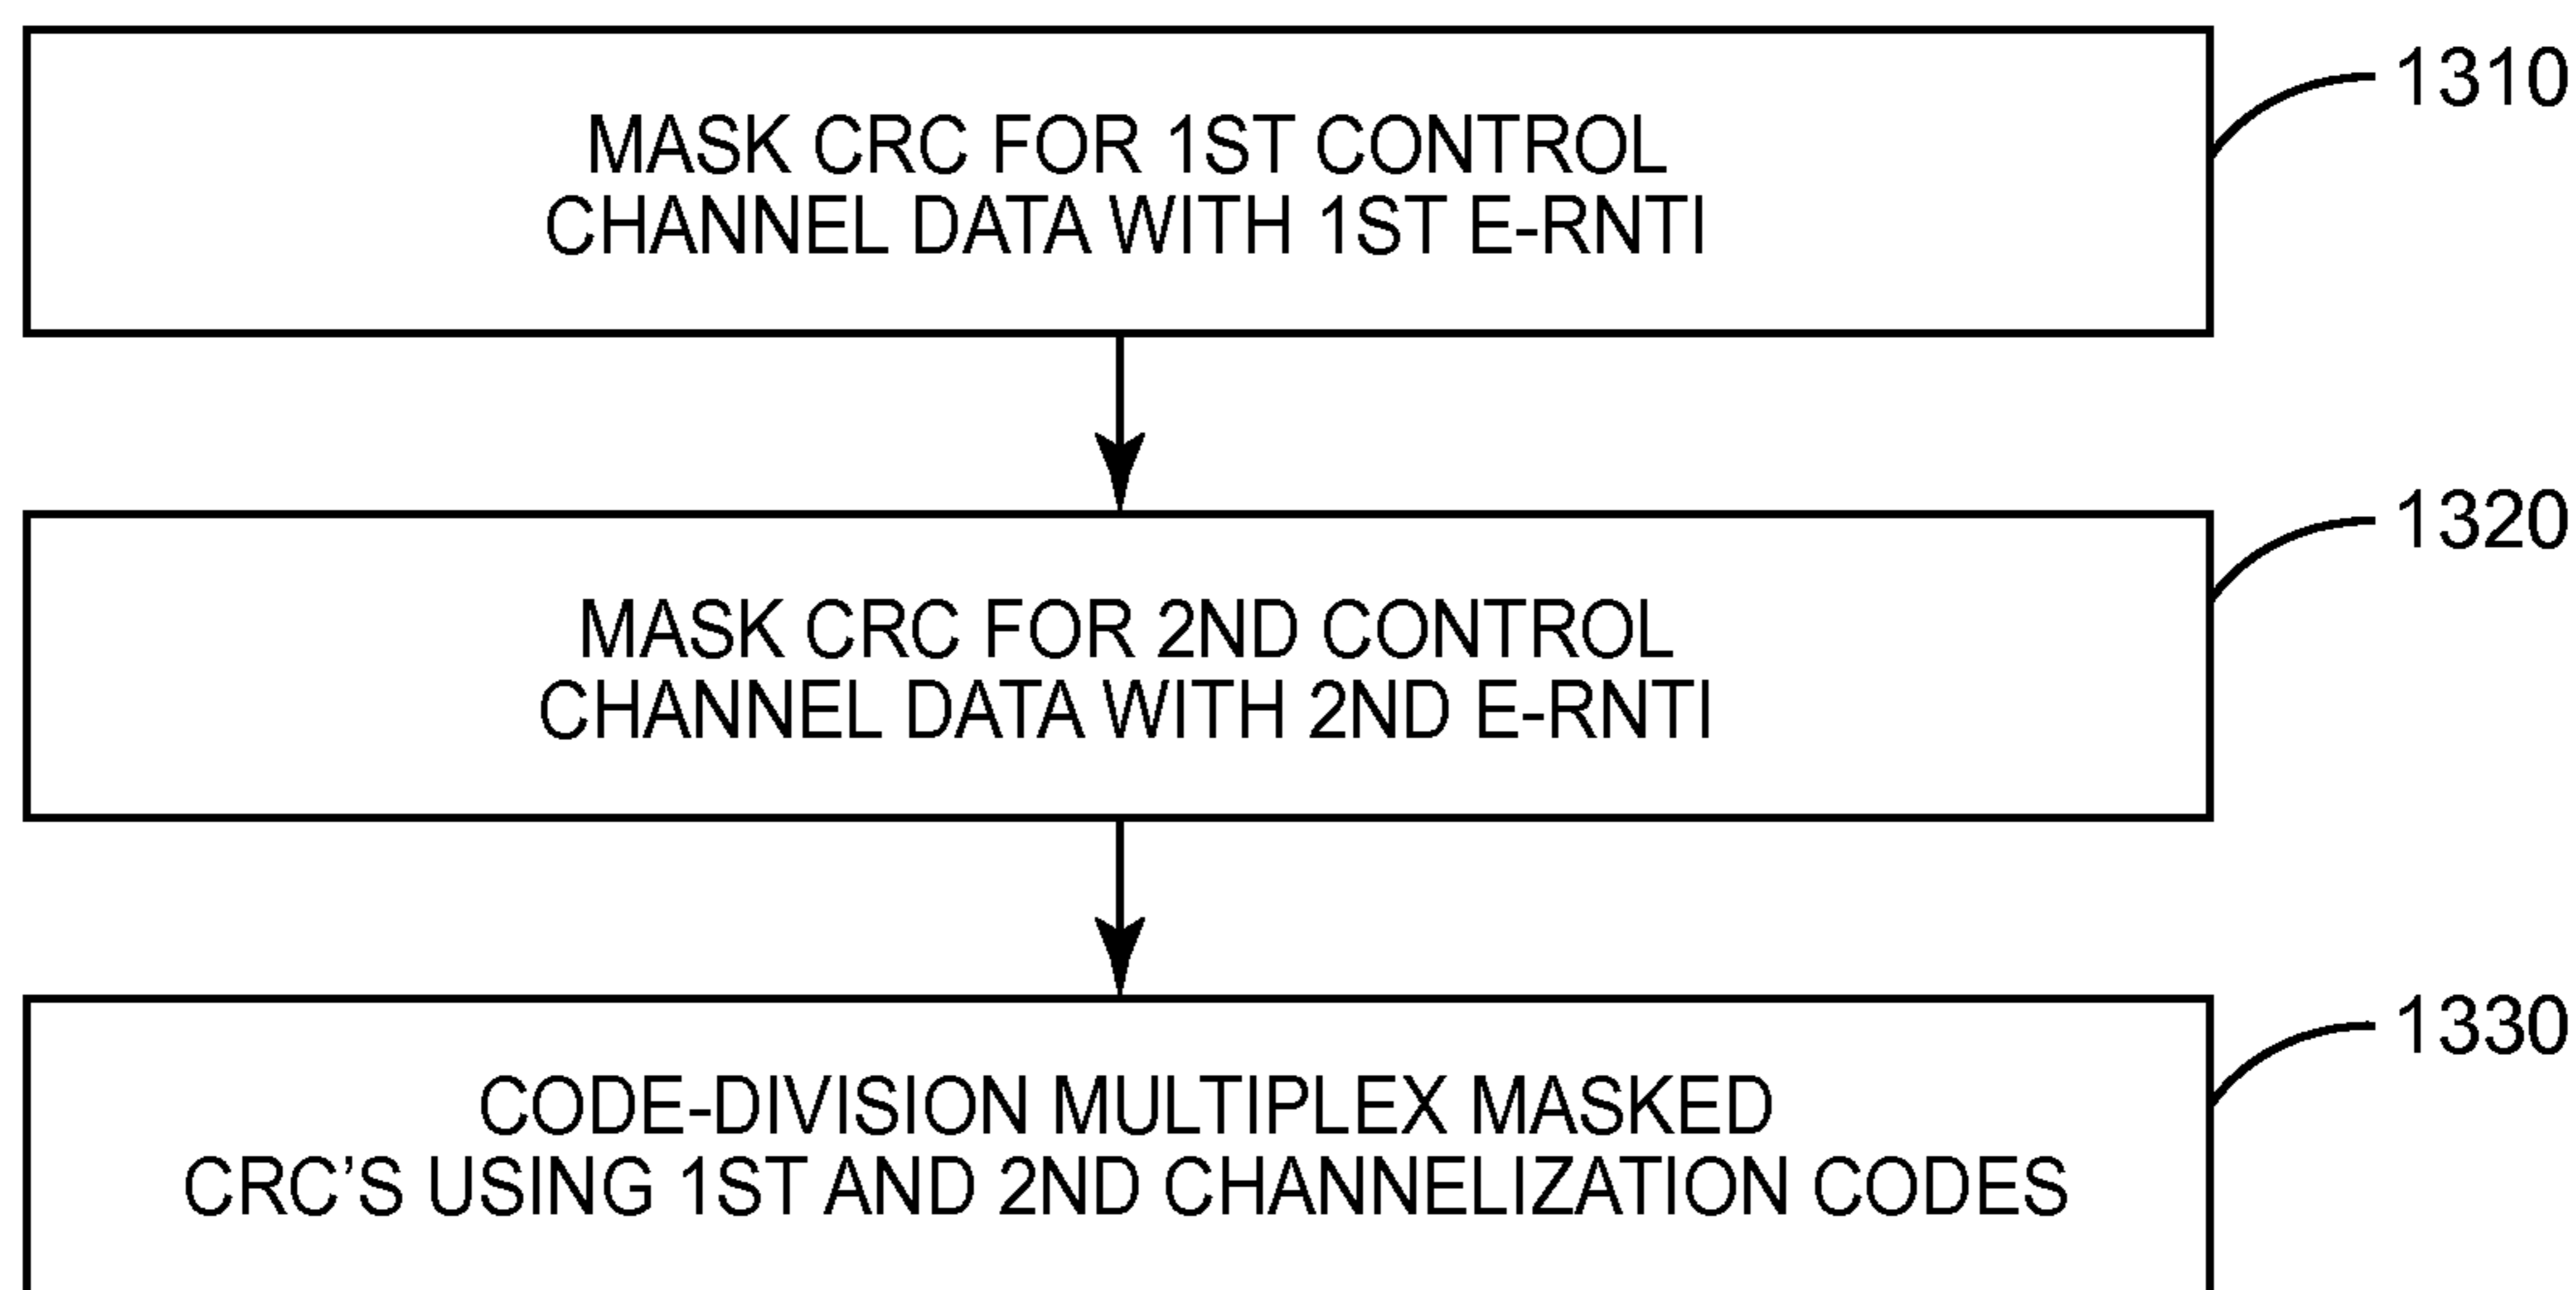 MASK CRC FOR 1ST CONTROL
CHANNEL DATA WITH 1ST E-RNTI
1310
MASK CRC FOR 2ND CONTROL
CHANNEL DATA WITH 2ND E-RNTI
1320
CODE-DIVISION MULTIPLEX MASKED
CRC'S USING 1ST AND 2ND CHANNELIZATION CODES
1330